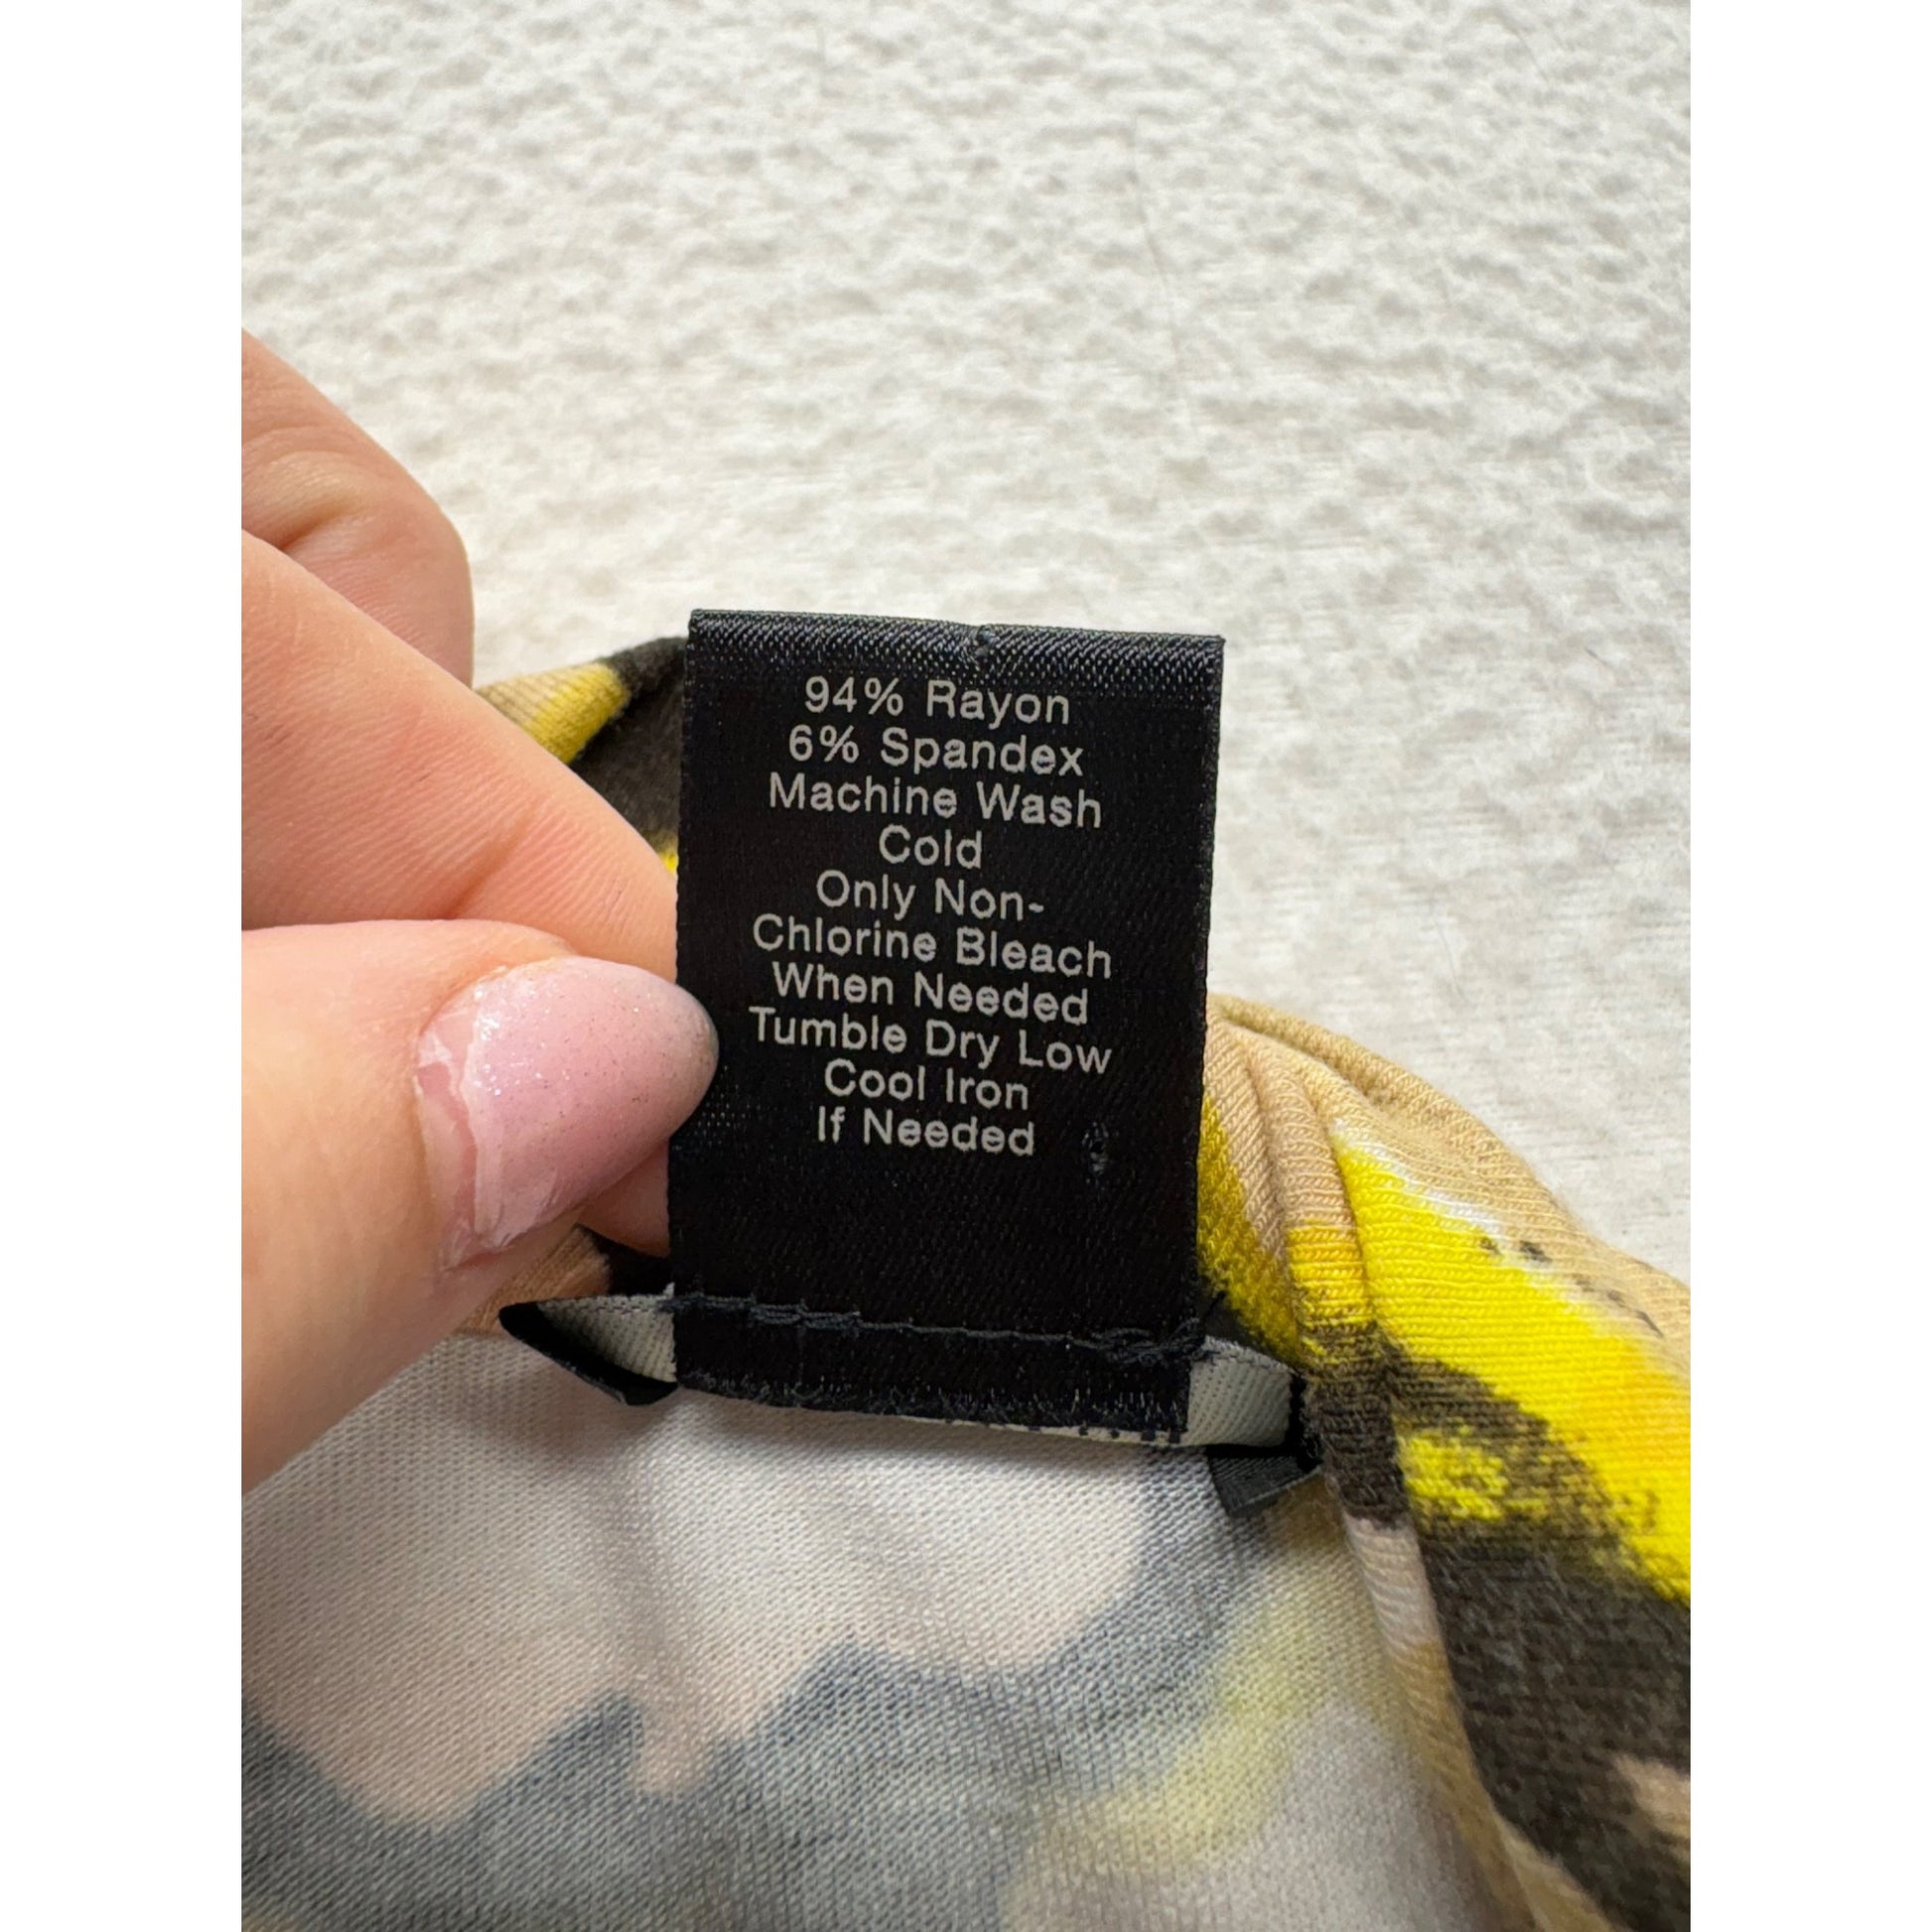 94% Rayon
6% Spandex
Machine Wash
Cold
Only Non-
Chlorine Bleach
When Needed
Tumble Dry Low
Cool Iron
If Needed